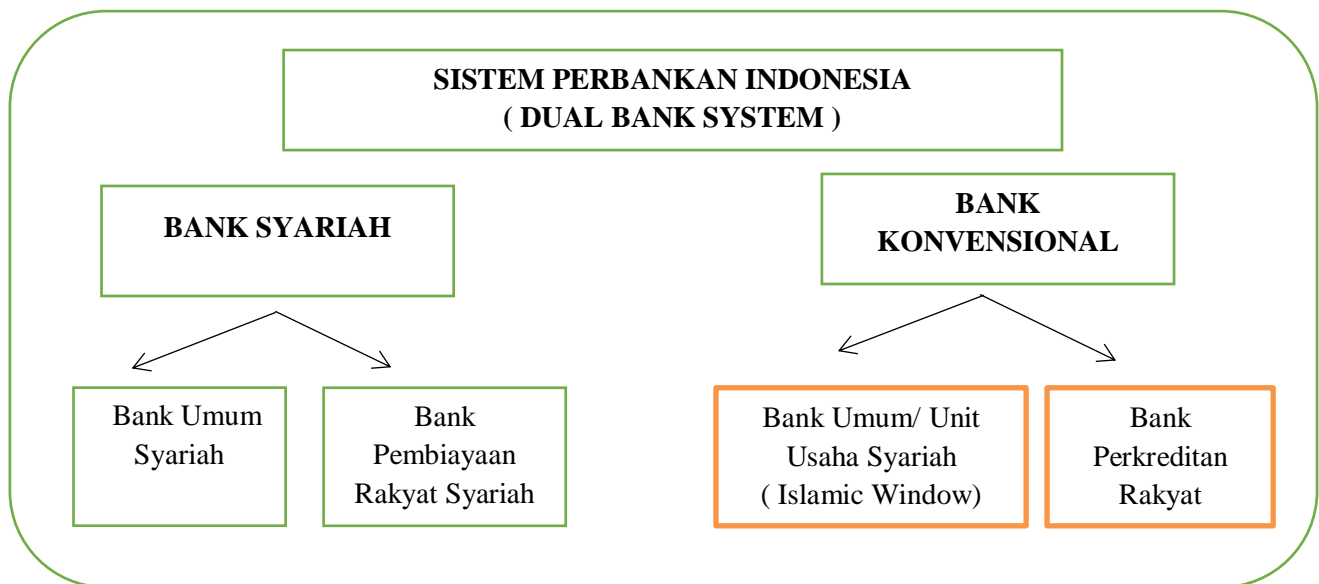 SISTEM PERBANKAN INDONESIA
( DUAL BANK SYSTEM )
BANK SYARIAH
BANK
KONVENSIONAL
Bank Umum
Syariah
Bank
Pembiayaan
Rakyat Syariah
Bank Umum/ Unit
Usaha Syariah
( Islamic Window)
Bank
Perkreditan
Rakyat